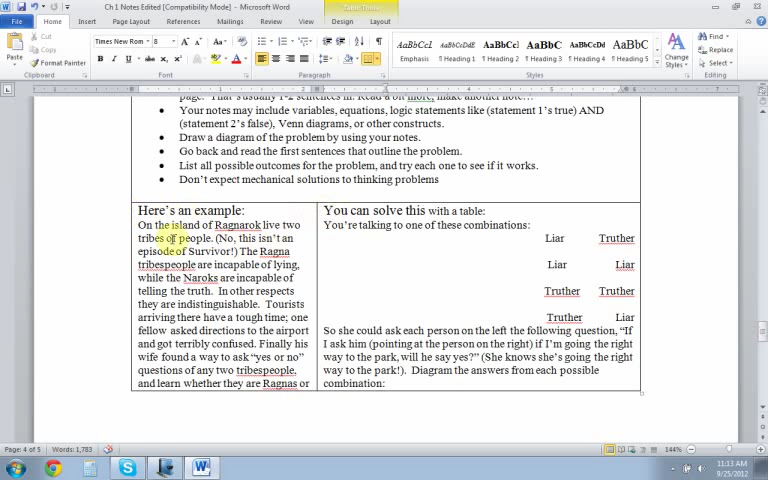 Ch 1 Notes Edited [Compatibility Mode] - Microsoft Word
Table Tools
File Home Insert Page Layout References Mailings Review View Design Layout
Cut
Copy
Format Painter
Paste
Times New Rom 8
AaBbCcI AaBbCcDdE AaBbCcI AaBbC AaBbCcI AaBbCcDd AaBbC
Emphasis ¶ Heading 1 ¶ Heading 2 ¶ Heading 3 ¶ Heading 4 ¶ Heading 5
Change Styles
Find
Replace
Select
Clipboard Font Paragraph Styles Editing
page. That's usually 1-2 sentences in. Read a bit more, make another note…
• Your notes may include variables, equations, logic statements like (statement 1's true) AND
(statement 2's false), Venn diagrams, or other constructs.
• Draw a diagram of the problem by using your notes.
• Go back and read the first sentences that outline the problem.
• List all possible outcomes for the problem, and try each one to see if it works.
• Don't expect mechanical solutions to thinking problems
Here's an example:
On the island of Ragnarok live two
tribes of people. (No, this isn't an
episode of Survivor!) The Ragna
tribespeople are incapable of lying,
while the Naroks are incapable of
telling the truth. In other respects
they are indistinguishable. Tourists
arriving there have a tough time; one
fellow asked directions to the airport
and got terribly confused. Finally his
wife found a way to ask "yes or no"
questions of any two tribespeople,
and learn whether they are Ragnas or
You can solve this with a table:
You're talking to one of these combinations:
Liar Truther
Liar Liar
Truther Truther
Truther Liar
So she could ask each person on the left the following question, "If
I ask him (pointing at the person on the right) if I'm going the right
way to the park, will he say yes?" (She knows she's going the right
way to the park!). Diagram the answers from each possible
combination:
Page: 4 of 5 Words: 1,783 144%
11:13 AM
9/25/2012